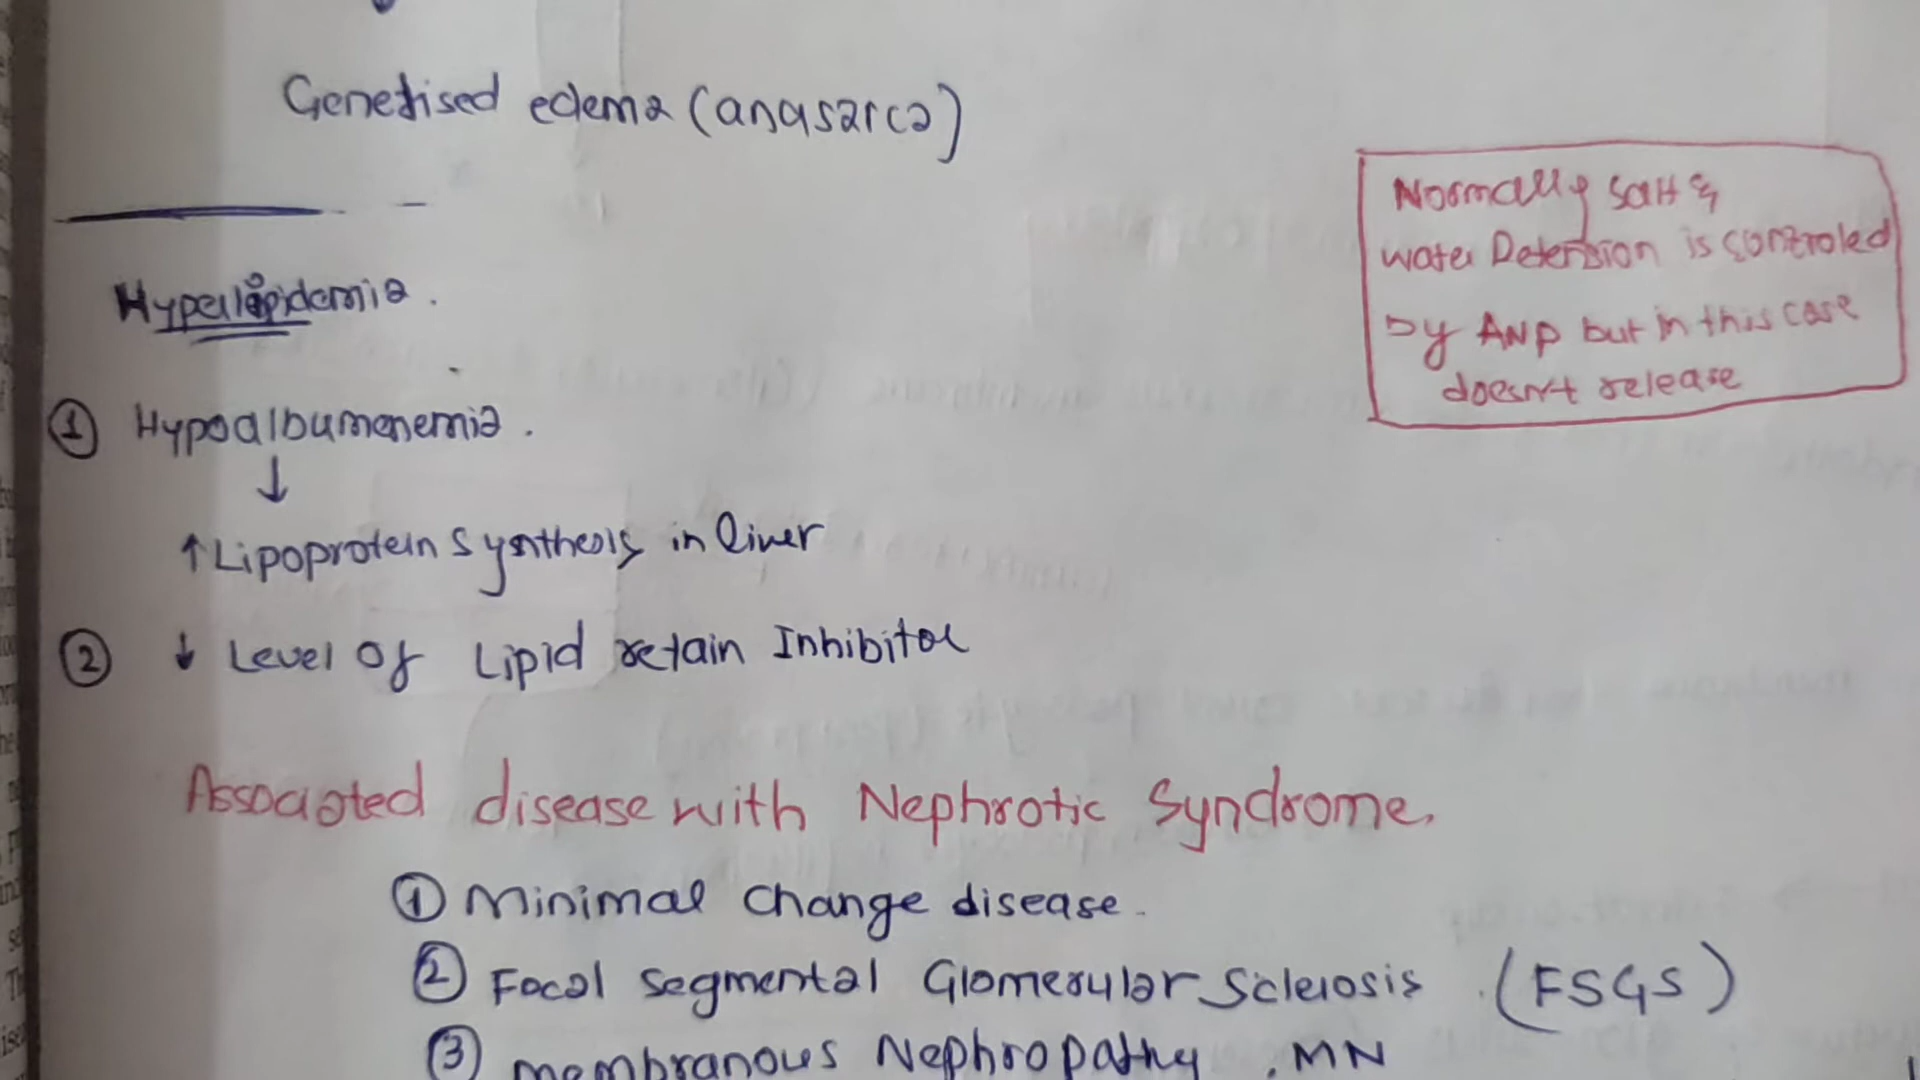 Genetised edema (anasarca)
Normally salt &
water Detension is controled
by ANP but in this case
doesn't release
Hyperlipidemia.
① Hypoalbumenemia.
↓
↑ Lipoprotein synthesis in liver
② ↓ Level Of Lipid retain Inhibitor
Associated disease with Nephrotic Syndrome.
① Minimal Change disease.
② Focal Segmental Glomerular Sclerosis (FSGS)
③ membranous Nephropathy. MN